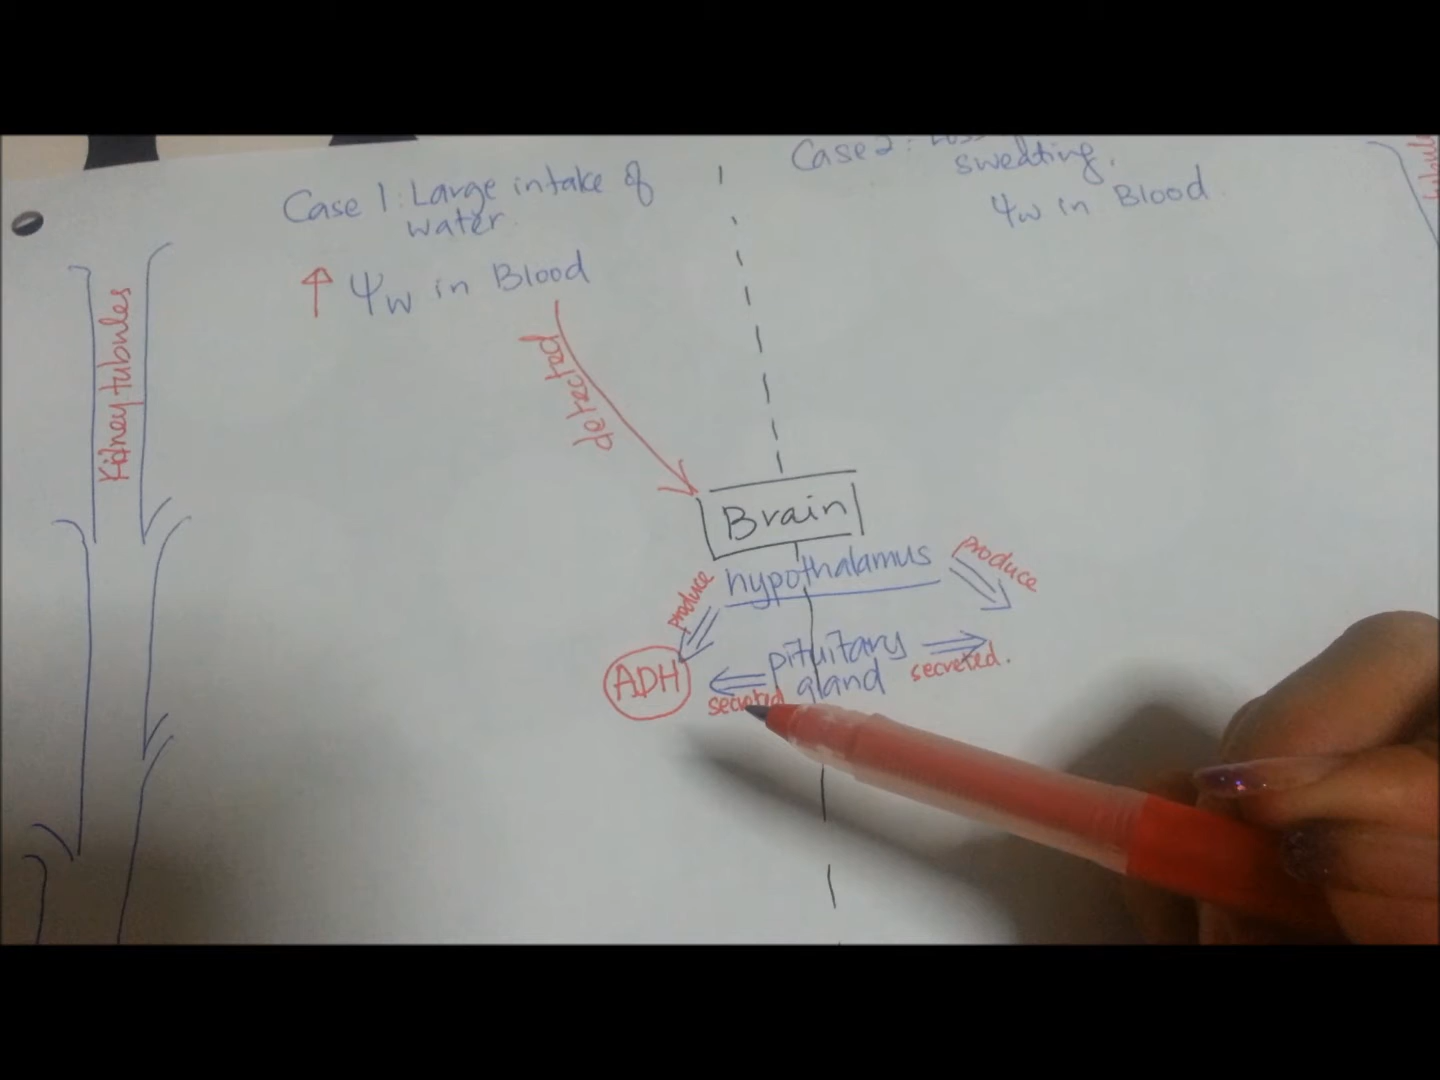 Case 1: Large intake of
water
↑ Ψw in Blood
detected
Case 2:
sweating.
Ψw in Blood
Kidney tubules
Brain
hypothalamus
produce
produce
ADH
pituitary
gland
secreted
secreted.